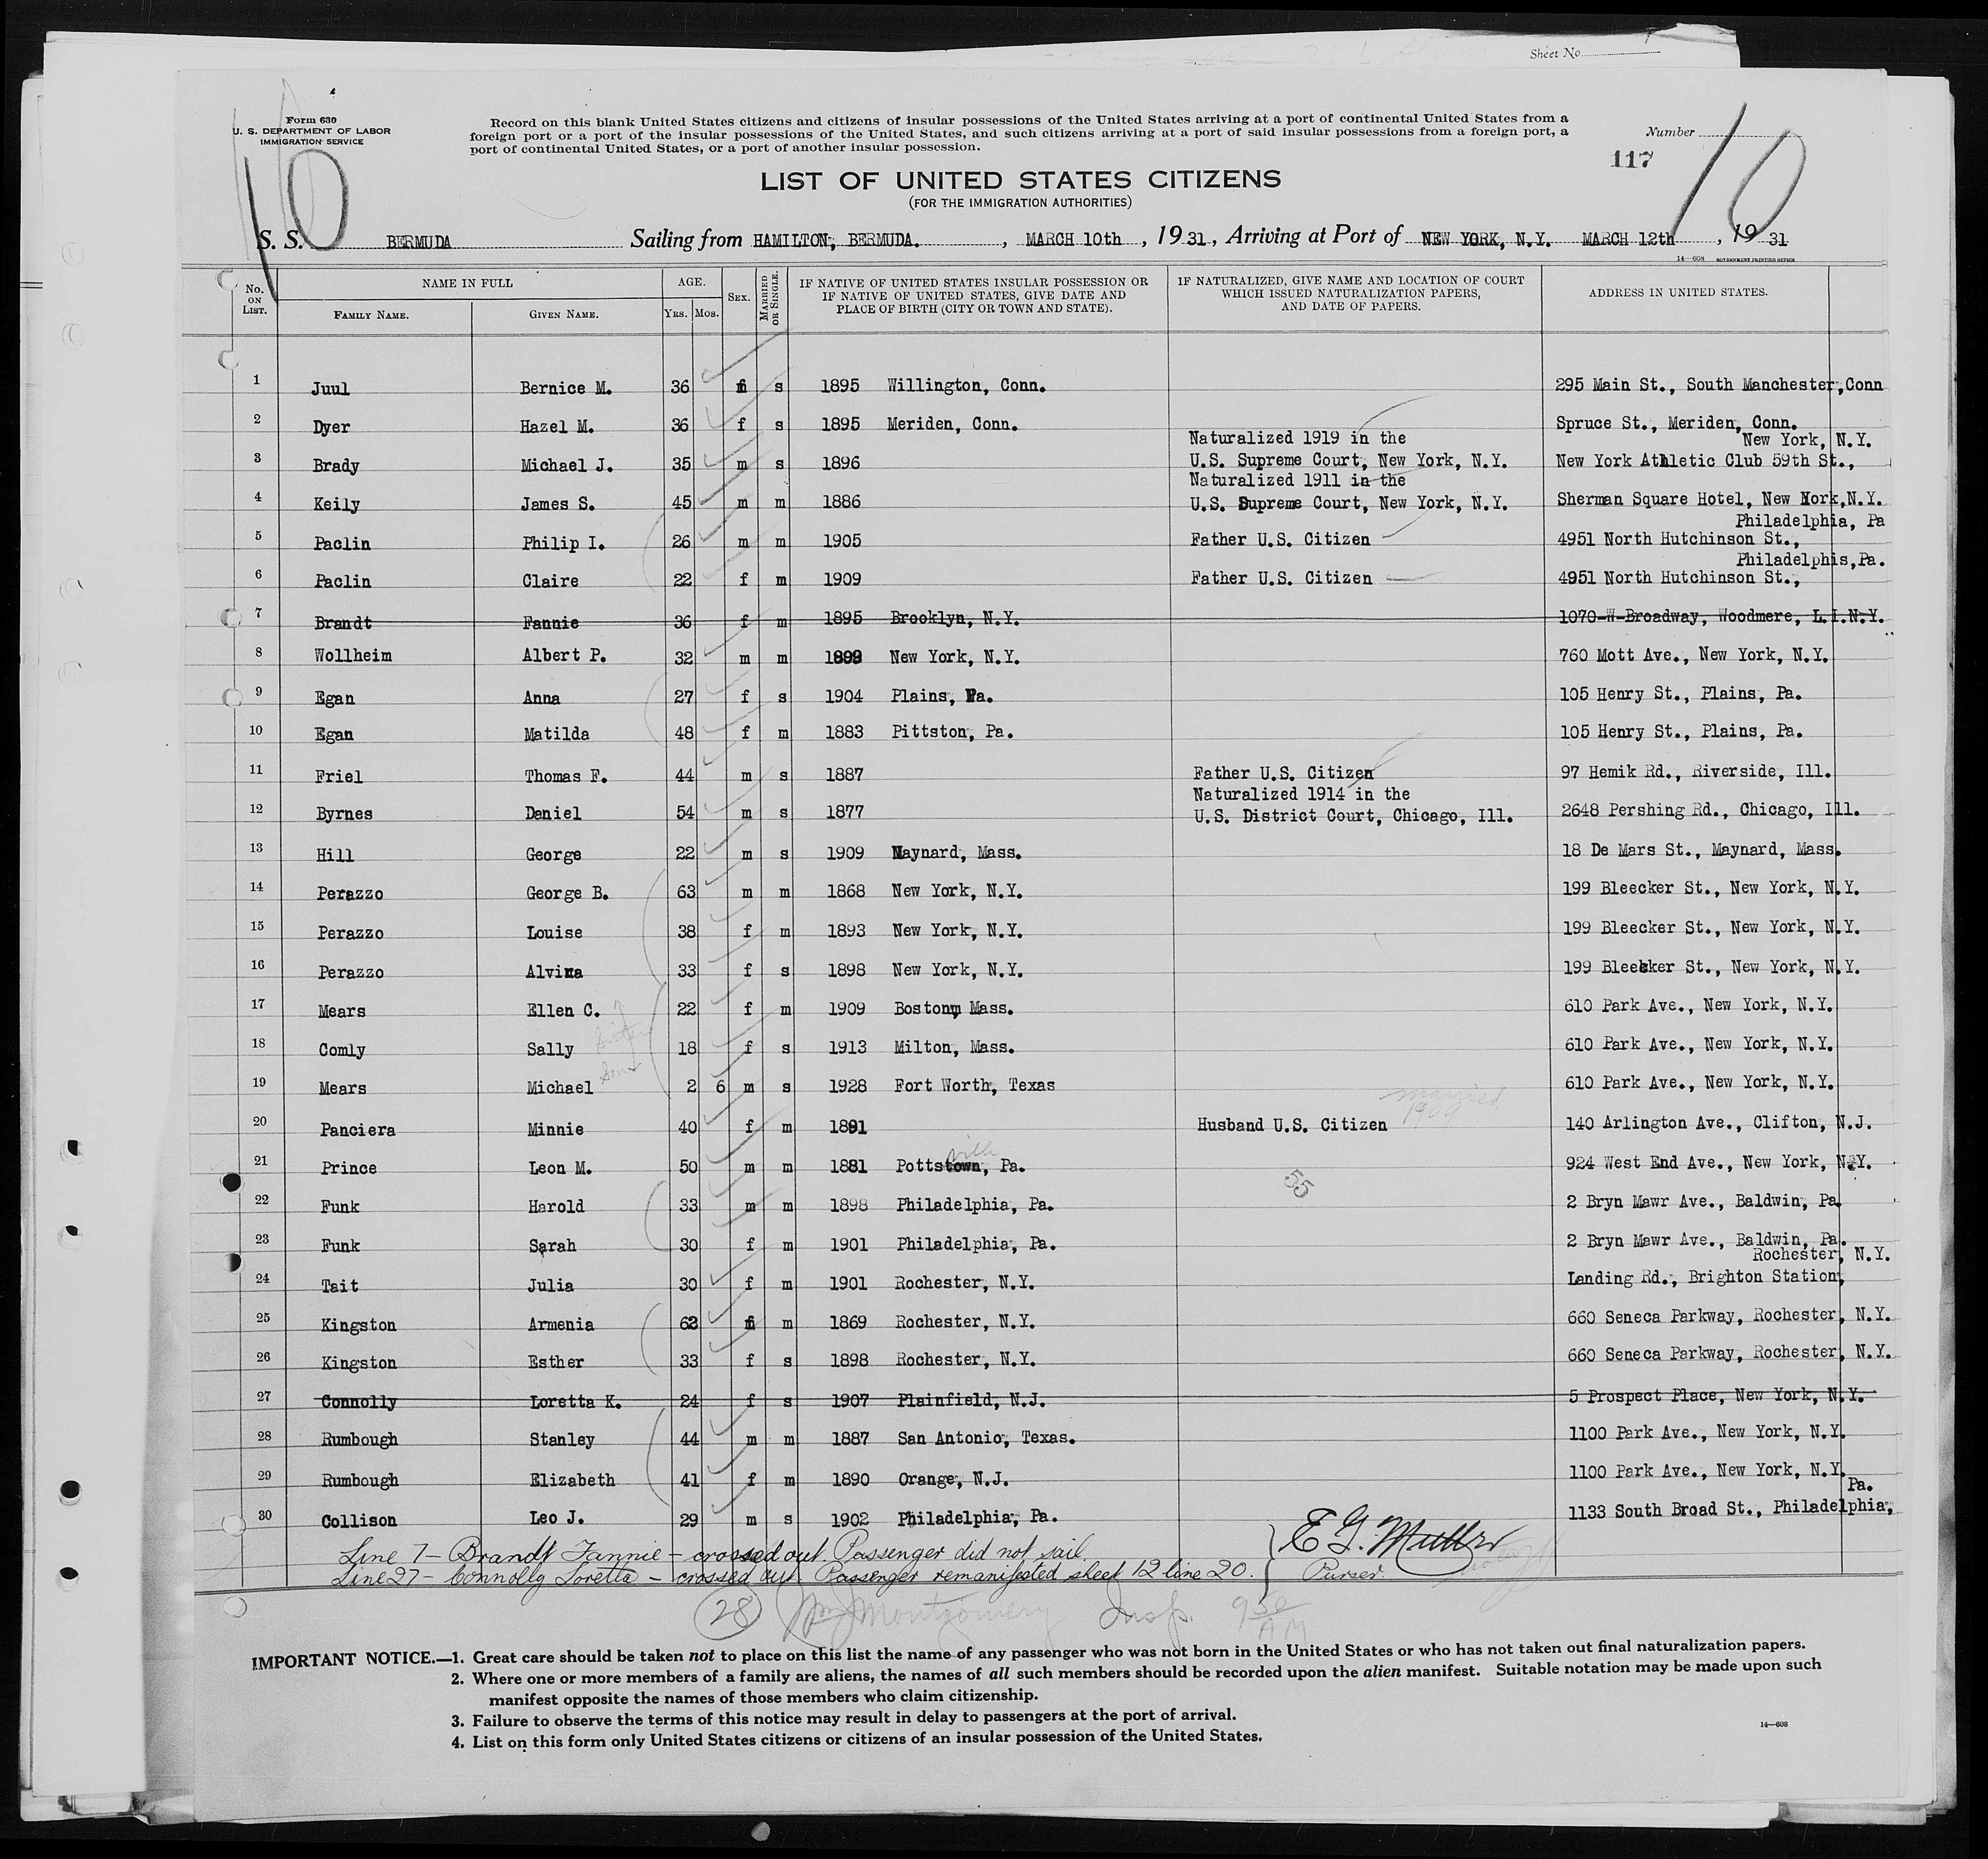 Sheet No
Form 630
U. S. DEPARTMENT OF LABOR
IMMIGRATION SERVICE
10
Record on this blank United States citizens and citizens of insular possessions of the United States arriving at a port of continental United States from a
foreign port or a port of the insular possessions of the United States, and such citizens arriving at a port of said insular possessions from a foreign port, a
port of continental United States, or a port of another insular possession.
Number
117
10
LIST OF UNITED STATES CITIZENS
(FOR THE IMMIGRATION AUTHORITIES)
S. S. BERMUDA Sailing from HAMILTON, BERMUDA. , MARCH 10th , 1931, Arriving at Port of NEW YORK, N.Y. MARCH 12th , 1931
14—608 GOVERNMENT PRINTING OFFICE
No. ON LIST. NAME IN FULL FAMILY NAME. GIVEN NAME. AGE. YRS. MOS. SEX. MARRIED OR SINGLE. IF NATIVE OF UNITED STATES INSULAR POSSESSION OR IF NATIVE OF UNITED STATES, GIVE DATE AND PLACE OF BIRTH (CITY OR TOWN AND STATE). IF NATURALIZED, GIVE NAME AND LOCATION OF COURT WHICH ISSUED NATURALIZATION PAPERS, AND DATE OF PAPERS. ADDRESS IN UNITED STATES.
1 Juul Bernice M. 36 f s 1895 Willington, Conn. 295 Main St., South Manchester, Conn
2 Dyer Hazel M. 36 f s 1895 Meriden, Conn. Spruce St., Meriden, Conn.
Naturalized 1919 in the New York, N.Y.
3 Brady Michael J. 35 m s 1896 U.S. Supreme Court, New York, N.Y. New York Athletic Club 59th St.,
Naturalized 1911 in the
4 Keily James S. 45 m m 1886 U.S. Supreme Court, New York, N.Y. Sherman Square Hotel, New York, N.Y.
Philadelphia, Pa
5 Paclin Philip I. 26 m m 1905 Father U.S. Citizen 4951 North Hutchinson St.,
Philadelphis, Pa.
6 Paclin Claire 22 f m 1909 Father U.S. Citizen 4951 North Hutchinson St.,
7 Brandt Fannie 36 f m 1895 Brooklyn, N.Y. 1070-W-Broadway, Woodmere, L.I.N.Y.
8 Wollheim Albert P. 32 m m 1899 New York, N.Y. 760 Mott Ave., New York, N.Y.
9 Egan Anna 27 f s 1904 Plains, Pa. 105 Henry St., Plains, Pa.
10 Egan Matilda 48 f m 1883 Pittston, Pa. 105 Henry St., Plains, Pa.
11 Friel Thomas F. 44 m s 1887 Father U.S. Citizen 97 Hemik Rd., Riverside, Ill.
Naturalized 1914 in the
12 Byrnes Daniel 54 m s 1877 U.S. District Court, Chicago, Ill. 2648 Pershing Rd., Chicago, Ill.
13 Hill George 22 m s 1909 Maynard, Mass. 18 De Mars St., Maynard, Mass.
14 Perazzo George B. 63 m m 1868 New York, N.Y. 199 Bleecker St., New York, N.Y.
15 Perazzo Louise 38 f m 1893 New York, N.Y. 199 Bleecker St., New York, N.Y.
16 Perazzo Alvina 33 f s 1898 New York, N.Y. 199 Bleecker St., New York, N.Y.
17 Mears Ellen C. 22 f m 1909 Boston, Mass. 610 Park Ave., New York, N.Y.
18 Comly Sally sister 18 f s 1913 Milton, Mass. 610 Park Ave., New York, N.Y.
19 Mears Michael son 2 6 m s 1928 Fort Worth, Texas 610 Park Ave., New York, N.Y.
married 1909
20 Panciera Minnie 40 f m 1891 Husband U.S. Citizen 140 Arlington Ave., Clifton, N.J.
ville
21 Prince Leon M. 50 m m 1881 Pottstown, Pa. 924 West End Ave., New York, N.Y.
55
22 Funk Harold 33 m m 1898 Philadelphia, Pa. 2 Bryn Mawr Ave., Baldwin, Pa.
23 Funk Sarah 30 f m 1901 Philadelphia, Pa. 2 Bryn Mawr Ave., Baldwin, Pa.
Rochester, N.Y.
24 Tait Julia 30 f m 1901 Rochester, N.Y. Landing Rd., Brighton Station,
25 Kingston Armenia 62 f m 1869 Rochester, N.Y. 660 Seneca Parkway, Rochester, N.Y.
26 Kingston Esther 33 f s 1898 Rochester, N.Y. 660 Seneca Parkway, Rochester, N.Y.
27 Connolly Loretta K. 24 f s 1907 Plainfield, N.J. 5 Prospect Place, New York, N.Y.
28 Rumbough Stanley 44 m m 1887 San Antonio, Texas. 1100 Park Ave., New York, N.Y.
29 Rumbough Elizabeth 41 f m 1890 Orange, N.J. 1100 Park Ave., New York, N.Y.
Pa.
30 Collison Leo J. 29 m s 1902 Philadelphia, Pa. 1133 South Broad St., Philadelphia,
Line 7 - Brandt Fannie - crossed out. Passenger did not sail.
Line 27 - Connolly Loretta - crossed out. Passenger remanifested sheet 12 line 20.
E G. Muller
Purser
28 Montgomery Insp. 9 30 AM
IMPORTANT NOTICE.—1. Great care should be taken not to place on this list the name of any passenger who was not born in the United States or who has not taken out final naturalization papers.
2. Where one or more members of a family are aliens, the names of all such members should be recorded upon the alien manifest. Suitable notation may be made upon such
manifest opposite the names of those members who claim citizenship.
3. Failure to observe the terms of this notice may result in delay to passengers at the port of arrival.
4. List on this form only United States citizens or citizens of an insular possession of the United States.
14—608